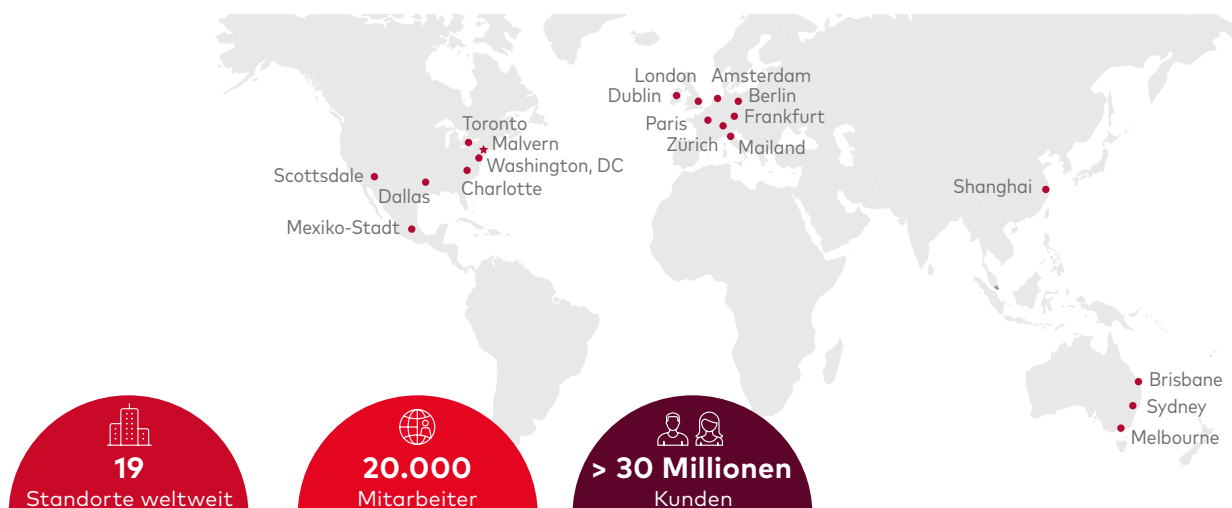 London
Amsterdam
Dublin
Berlin
Paris
Frankfurt
Zürich
Mailand
Toronto
Malvern
Washington, DC
Scottsdale
Charlotte
Dallas
Mexiko-Stadt
Shanghai
Brisbane
Sydney
Melbourne
19
Standorte weltweit
20.000
Mitarbeiter
> 30 Millionen
Kunden